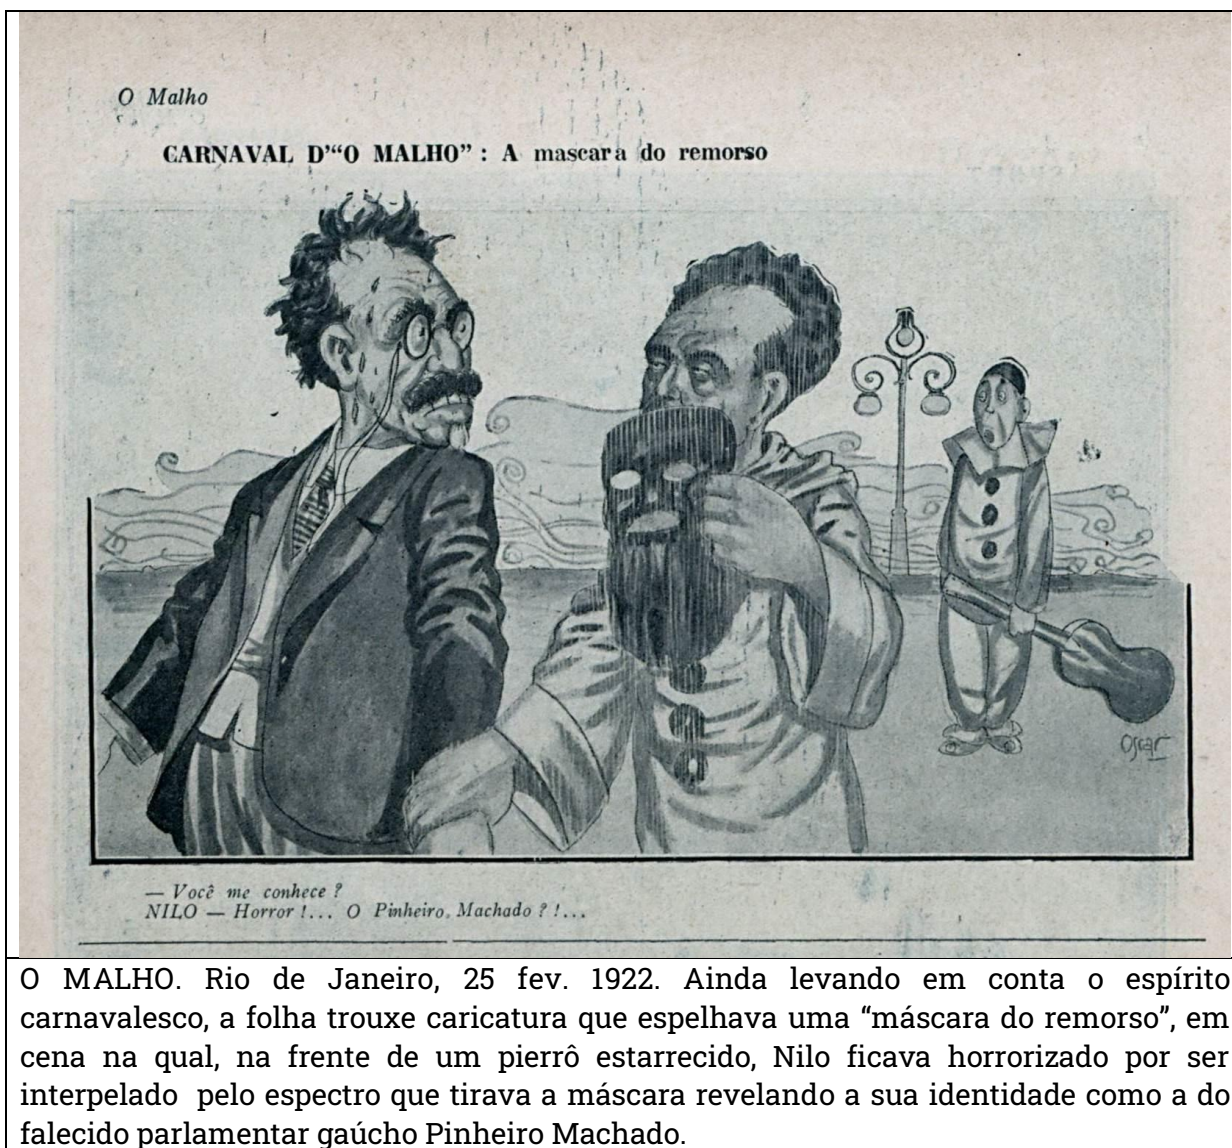 O Malho
CARNAVAL D'“O MALHO” : A mascara do remorso
Oscar
— Você me conhece ?
NILO — Horror !... O Pinheiro. Machado ? !...
O MALHO. Rio de Janeiro, 25 fev. 1922. Ainda levando em conta o espírito
carnavalesco, a folha trouxe caricatura que espelhava uma “máscara do remorso”, em
cena na qual, na frente de um pierrô estarrecido, Nilo ficava horrorizado por ser
interpelado pelo espectro que tirava a máscara revelando a sua identidade como a do
falecido parlamentar gaúcho Pinheiro Machado.